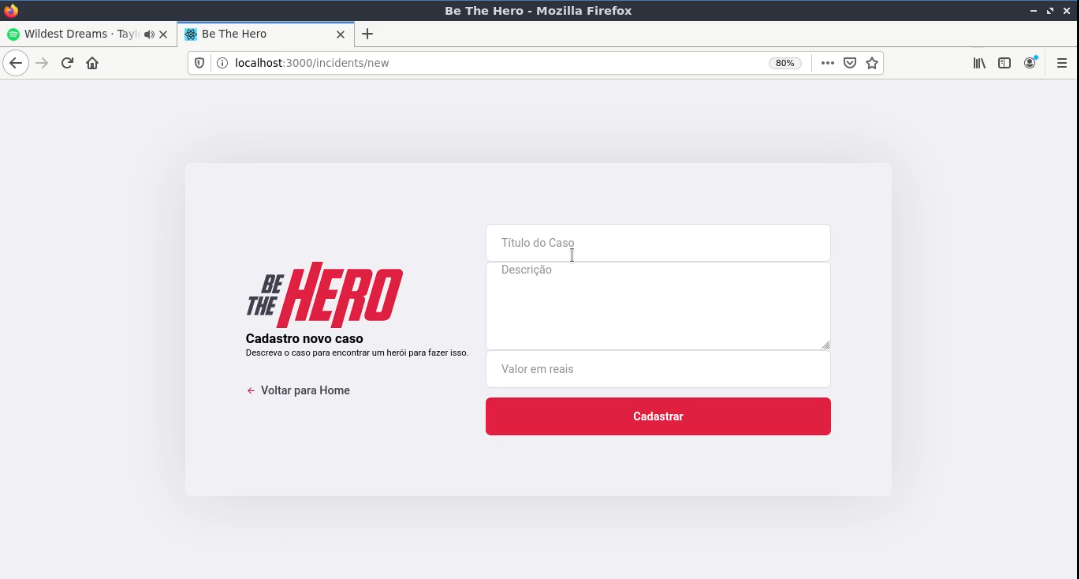 Be The Hero - Mozilla Firefox
Wildest Dreams · Tayl
Be The Hero
localhost:3000/incidents/new
80%
BE
THE HERO
Cadastro novo caso
Descreva o caso para encontrar um herói para fazer isso.
Voltar para Home
Título do Caso
Descrição
Valor em reais
Cadastrar